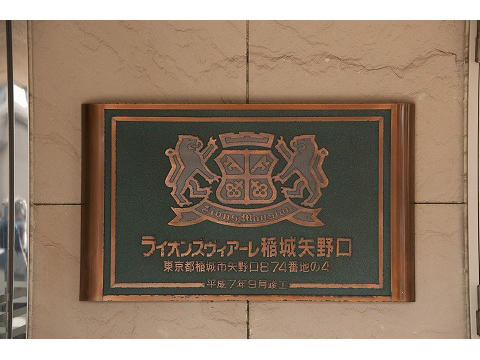 Lions Mansion
ライオンズヴィアーレ稲城矢野口
東京都稲城市矢野口874番地の4
平成7年9月竣工